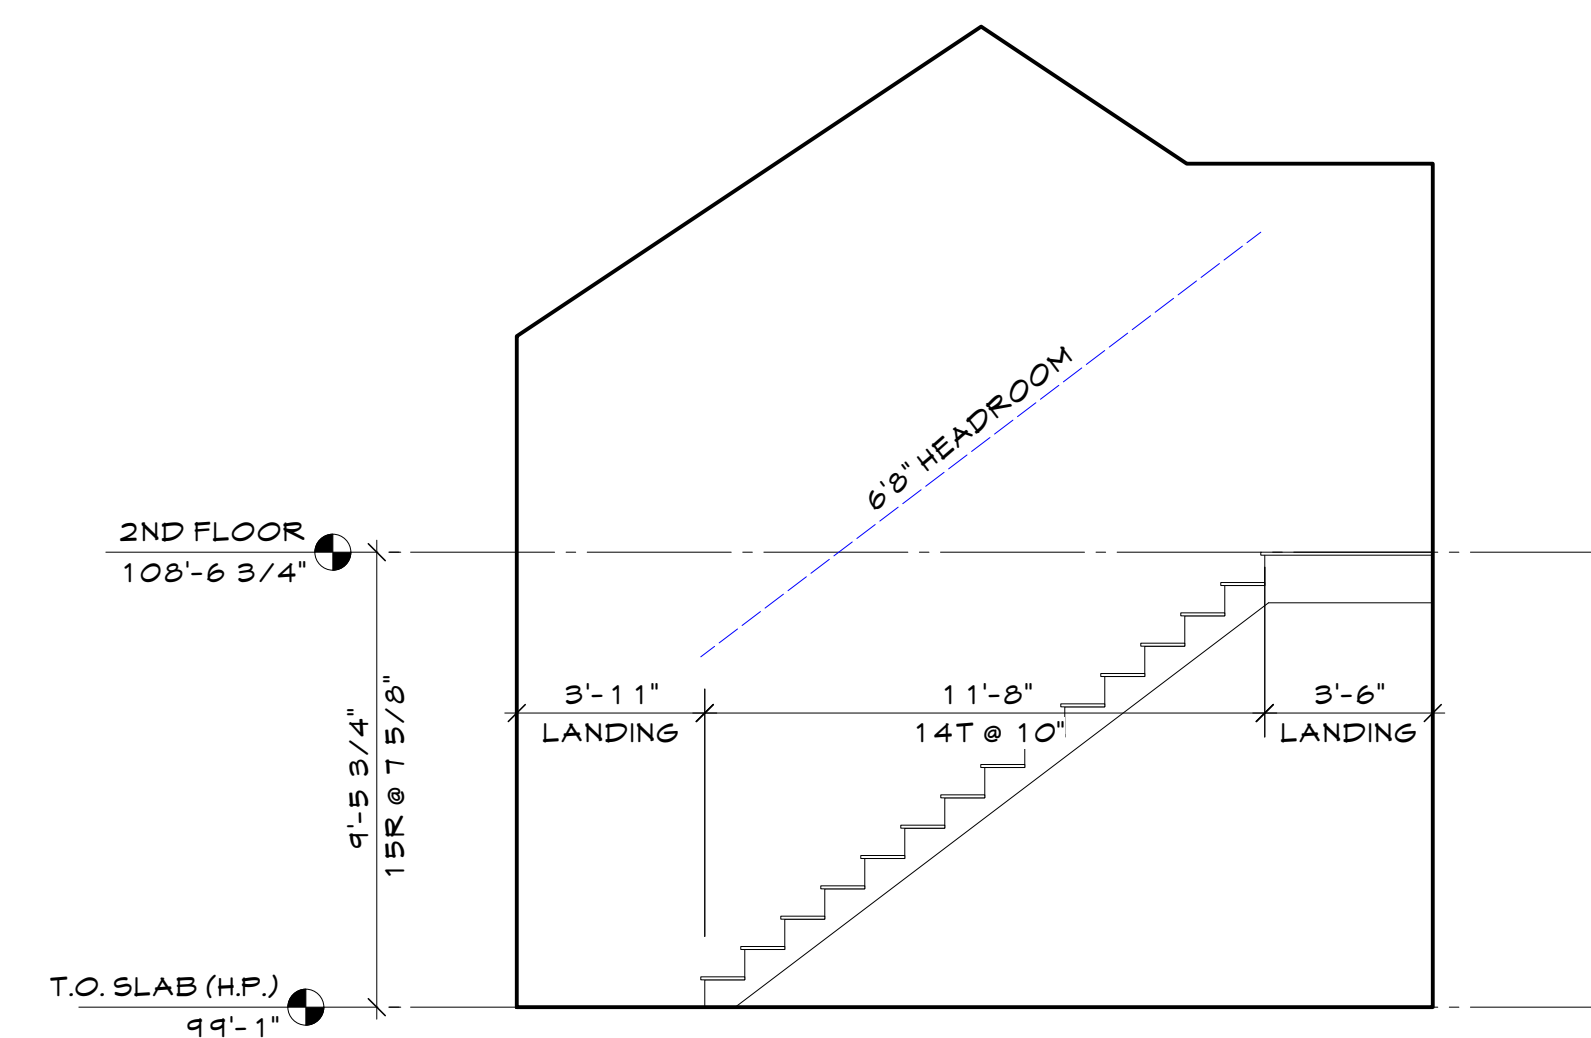 6'8" HEADROOM
2ND FLOOR
108'-6 3/4"
3'-11"
LANDING
11'-8"
14T @ 10"
3'-6"
LANDING
9'-5 3/4"
15R @ 7 5/8"
T.O. SLAB (H.P.)
99'-1"